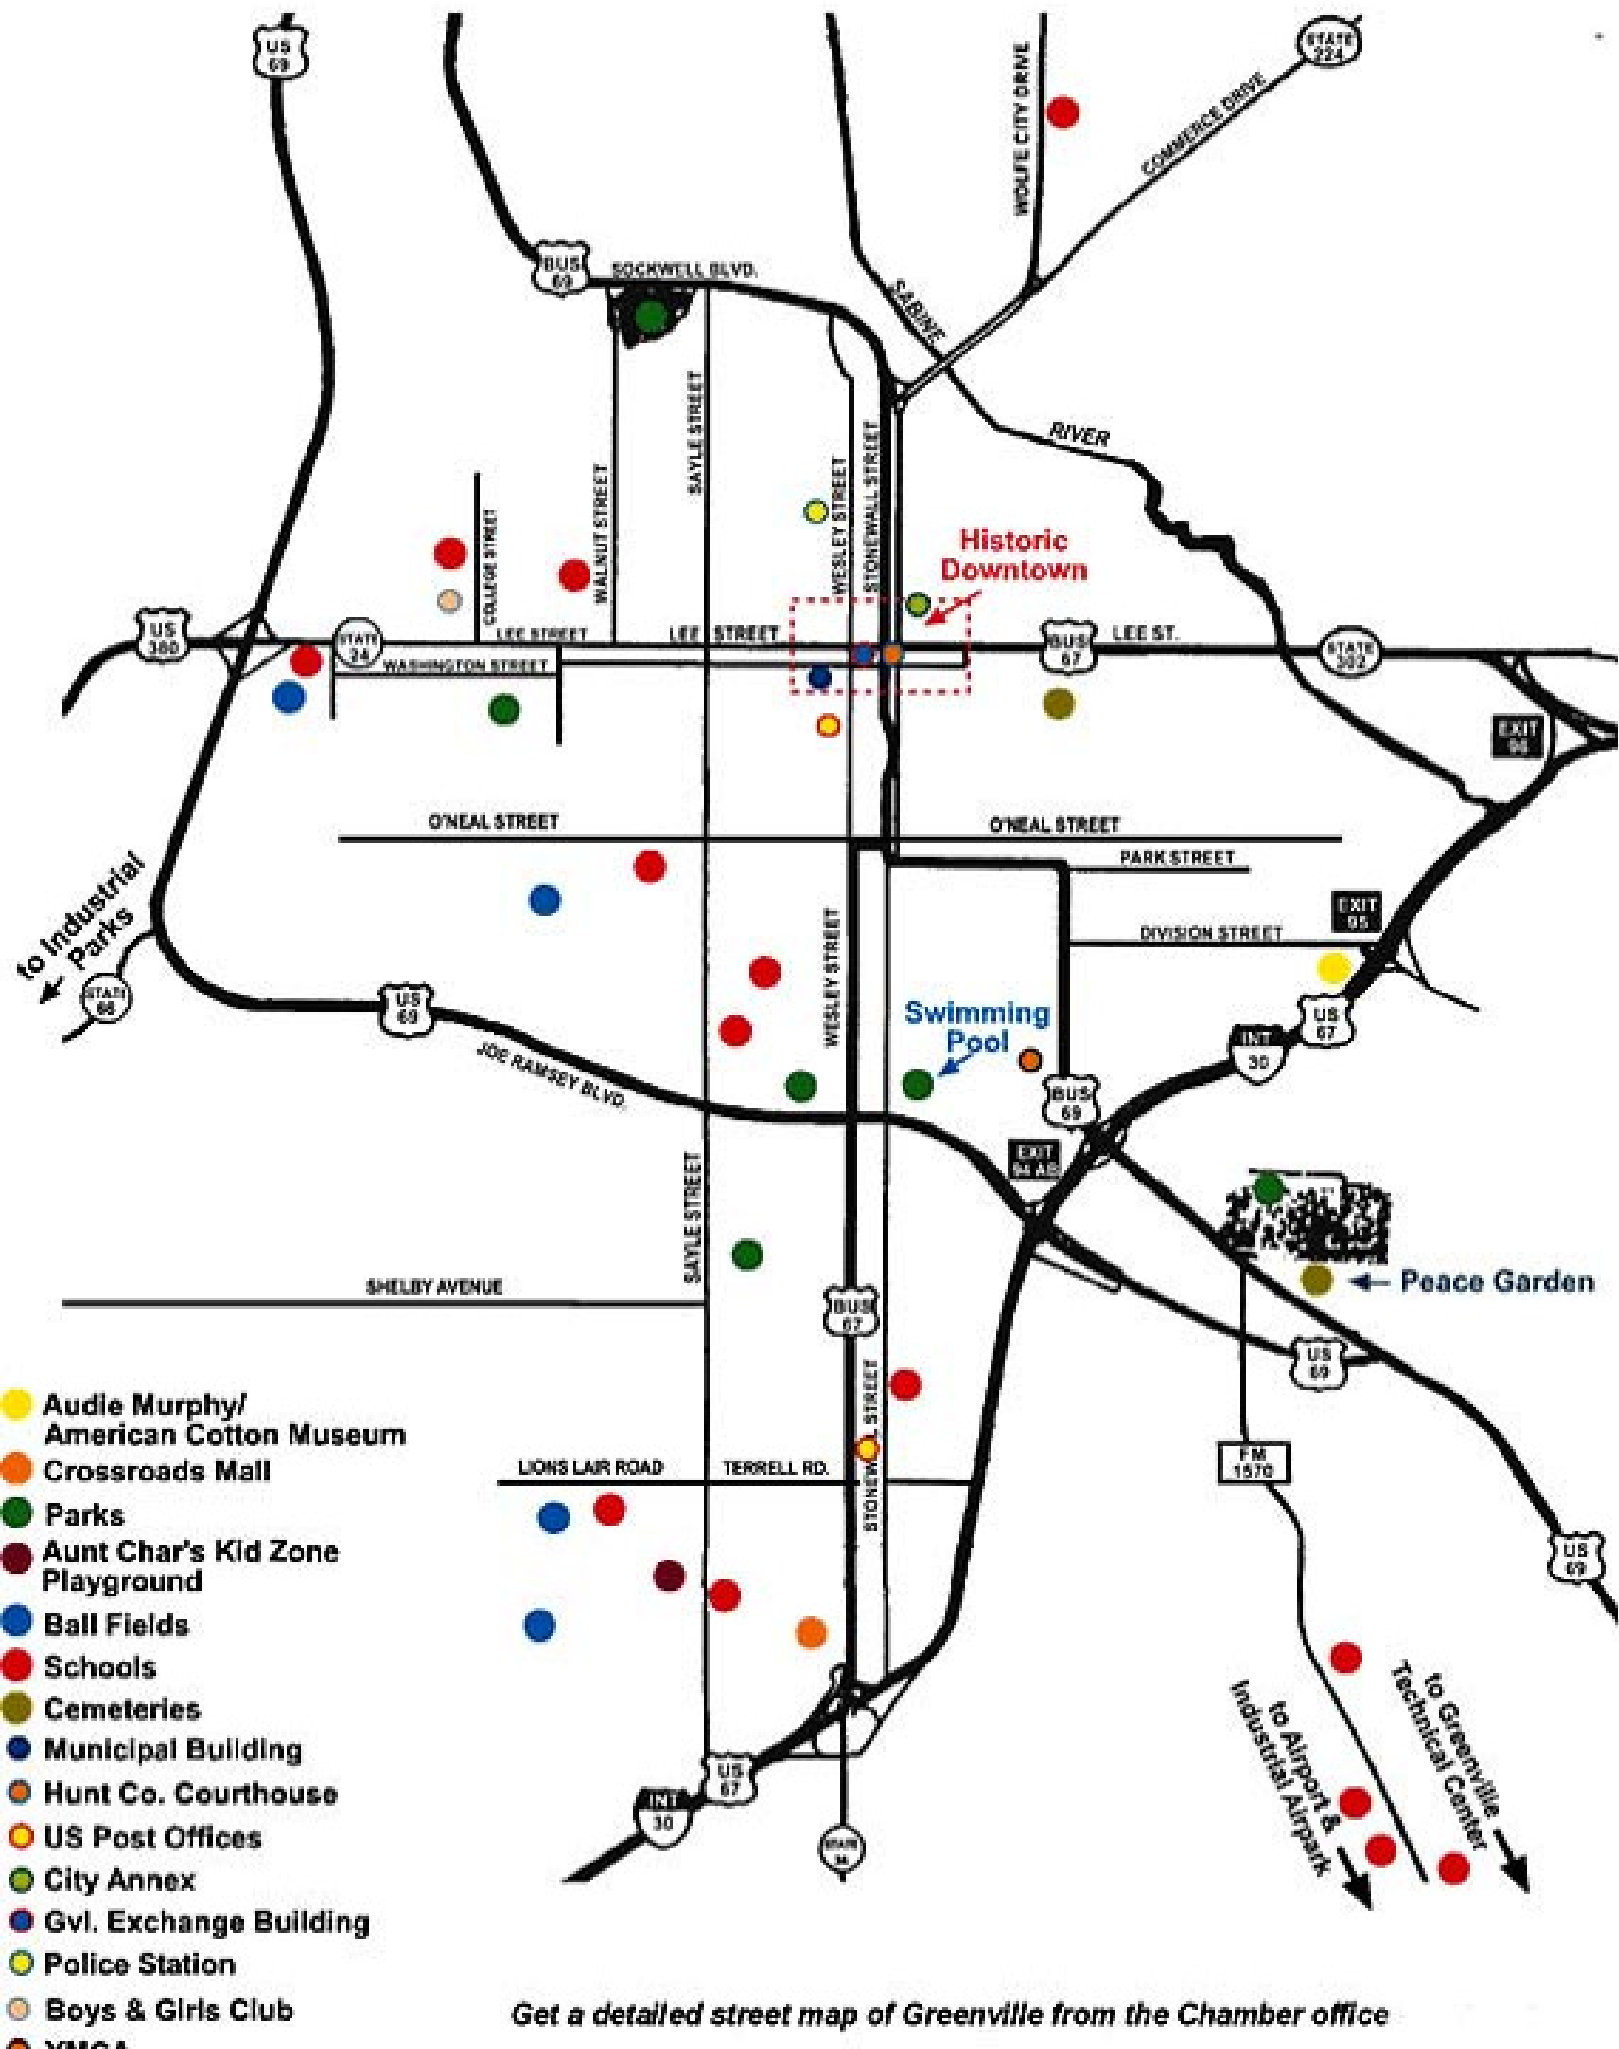 US
69
STATE
224
WOLFE CITY DRIVE
COMMERCE DRIVE
BUS
69
SOCKWELL BLVD.
SABINE
RIVER
SAYLE STREET
WALNUT STREET
COLLEGE STREET
WESLEY STREET
STONEWALL STREET
Historic
Downtown
US
380
STATE
24
LEE STREET
LEE STREET
BUS
67
LEE ST.
STATE
302
WASHINGTON STREET
EXIT
O'NEAL STREET
O'NEAL STREET
PARK STREET
to Industrial
Parks
STATE
66
EXIT
95
DIVISION STREET
WESLEY STREET
US
69
JOE RAMSEY BLVD.
Swimming
Pool
US
67
INT
30
BUS
69
EXIT
94 AB
SAYLE STREET
SHELBY AVENUE
BUS
67
Peace Garden
US
69
STONEWALL STREET
FM
1570
LIONS LAIR ROAD
TERRELL RD.
US
69
Audie Murphy/
American Cotton Museum
Crossroads Mall
Parks
Aunt Char's Kid Zone
Playground
Ball Fields
Schools
Cemeteries
Municipal Building
Hunt Co. Courthouse
US Post Offices
City Annex
Gvl. Exchange Building
Police Station
Boys & Girls Club
YMCA
US
67
INT
30
STATE
to Airport &
Industrial Airpark
to Greenville
Technical Center
Get a detailed street map of Greenville from the Chamber office